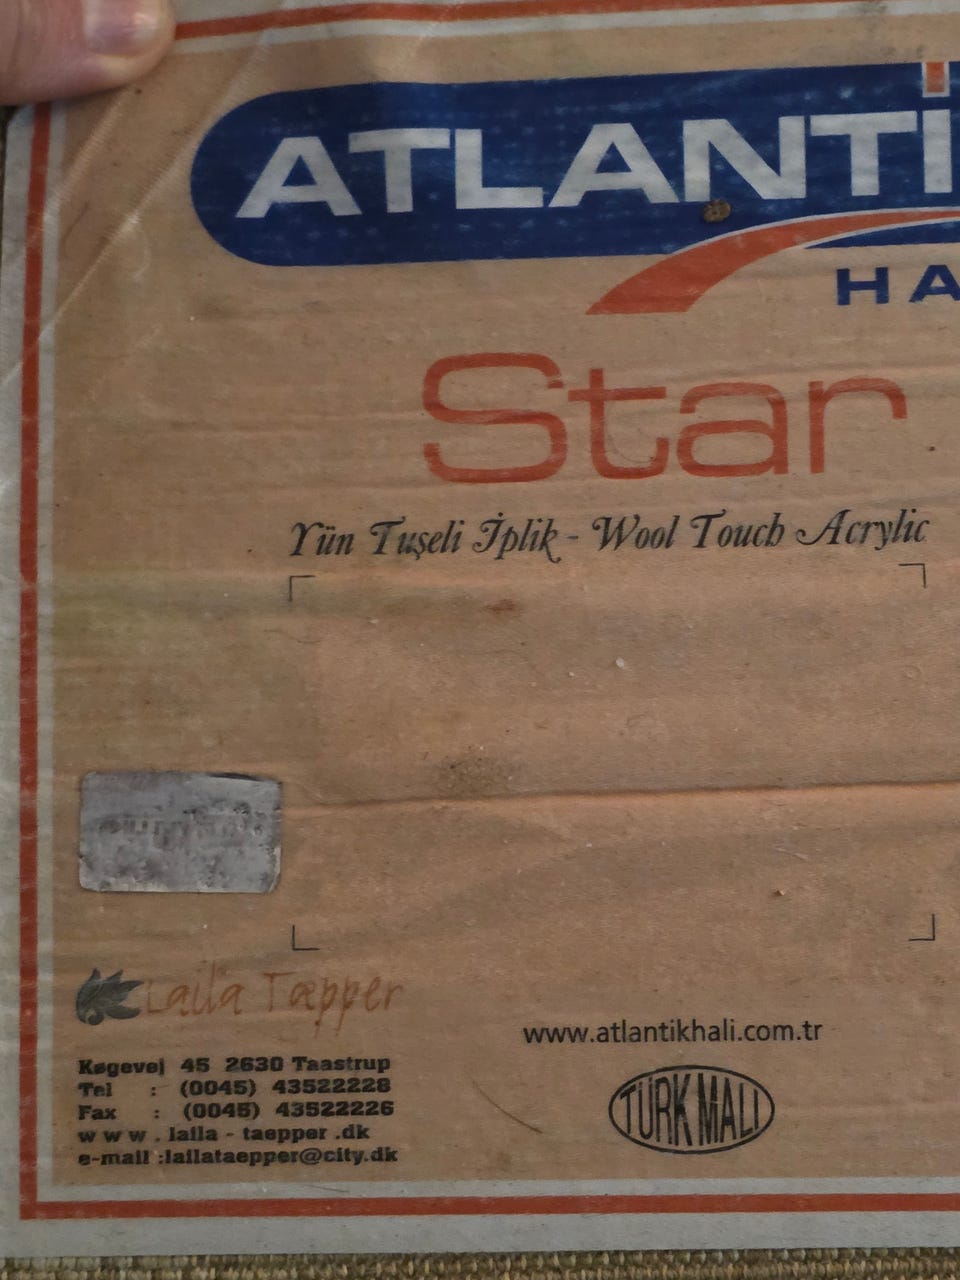 ATLANTİ
HA
Star
Yün Tuşeli İplik - Wool Touch Acrylic
Laila Tæpper
www.atlantikhali.com.tr
Køgevej 45 2630 Taastrup
Tel : (0045) 43522228
Fax : (0045) 43522226
www.laila-taepper.dk
e-mail :lailataepper@city.dk
TÜRK MALI